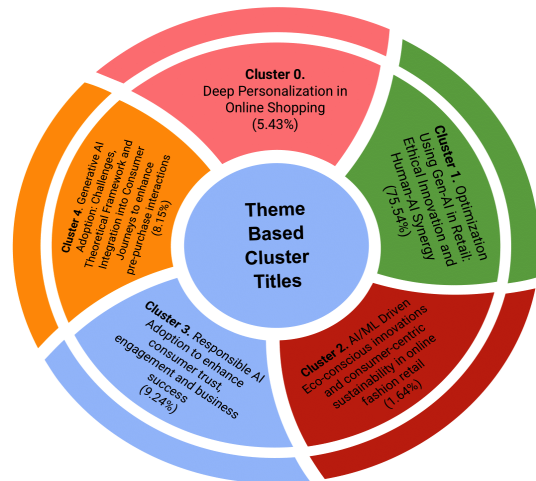 Cluster 0.
Deep Personalization in
Online Shopping
(5.43%)
Cluster 1. Optimization
Using Gen-AI in Retail:
Ethical Innovation and
Human-AI Synergy
(75.54%)
Cluster 2: AI/ML Driven
Eco-conscious innovations
and consumer-centric
sustainability in online
fashion retail
(1.64%)
Cluster 3. Responsible AI
Adoption to enhance
consumer trust,
engagement and business
success
(9.24%)
Cluster 4. Generative AI
Adoption: Challenges,
Theoretical Framework and
Integration into Consumer
Journeys to enhance
pre-purchase interactions
(8.15%)
Theme
Based
Cluster
Titles